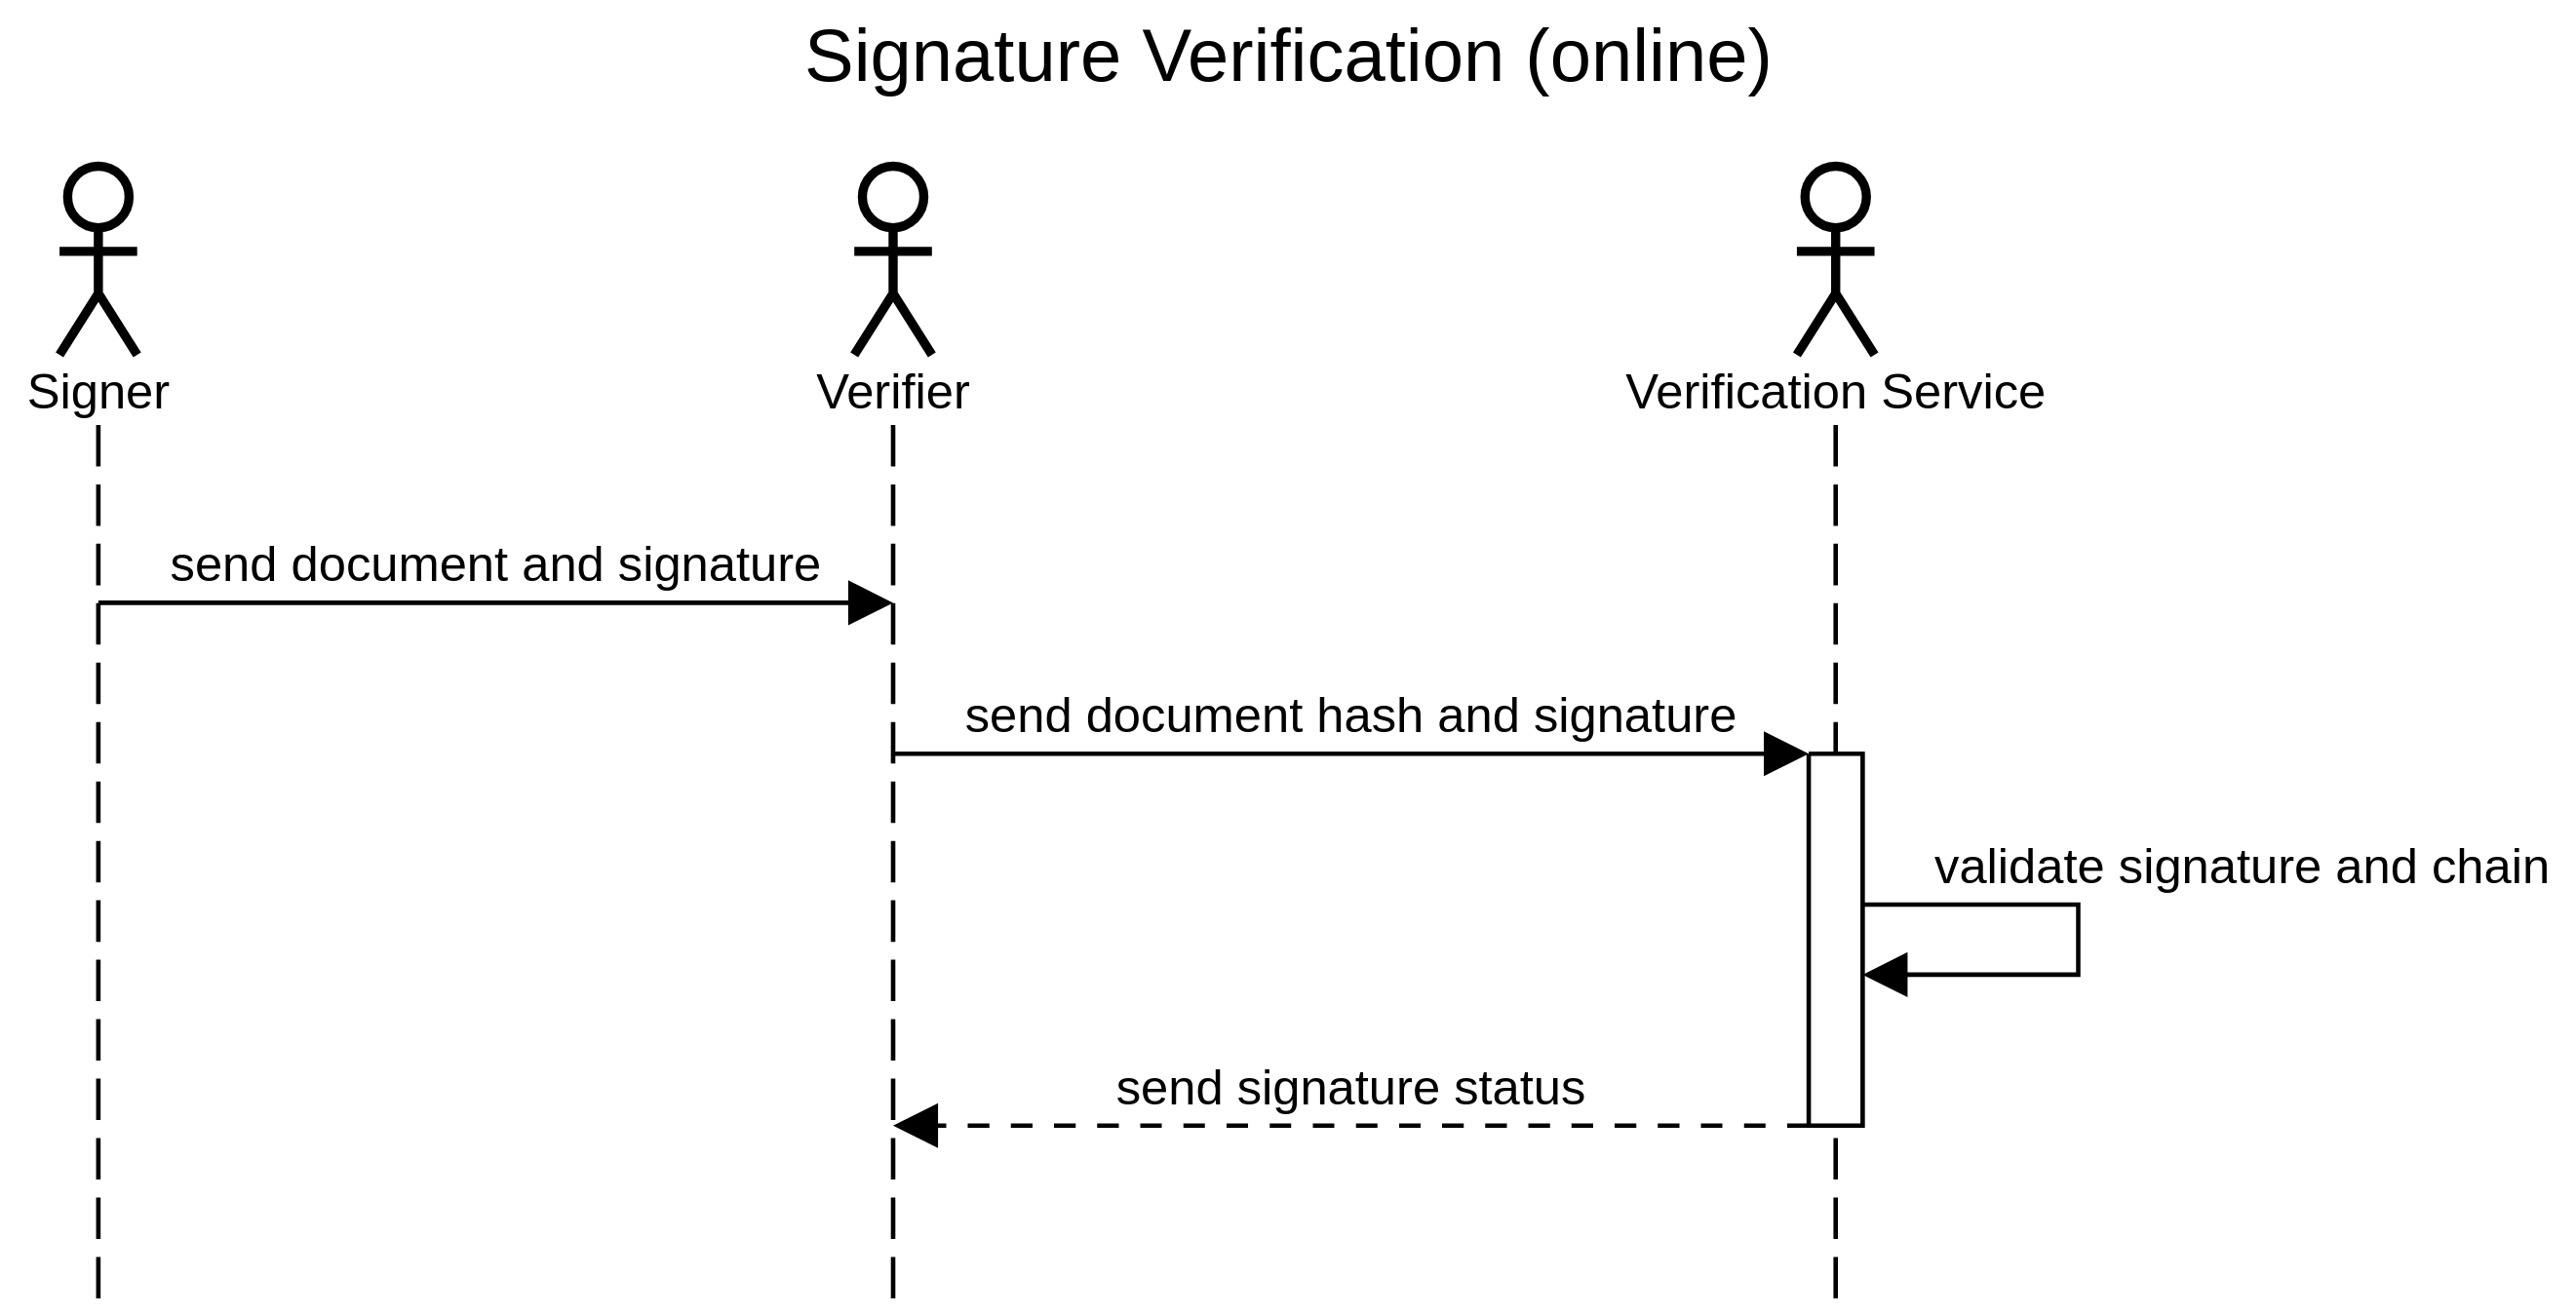 Signature Verification (online)
Signer
Verifier
Verification Service
send document and signature
send document hash and signature
validate signature and chain
send signature status